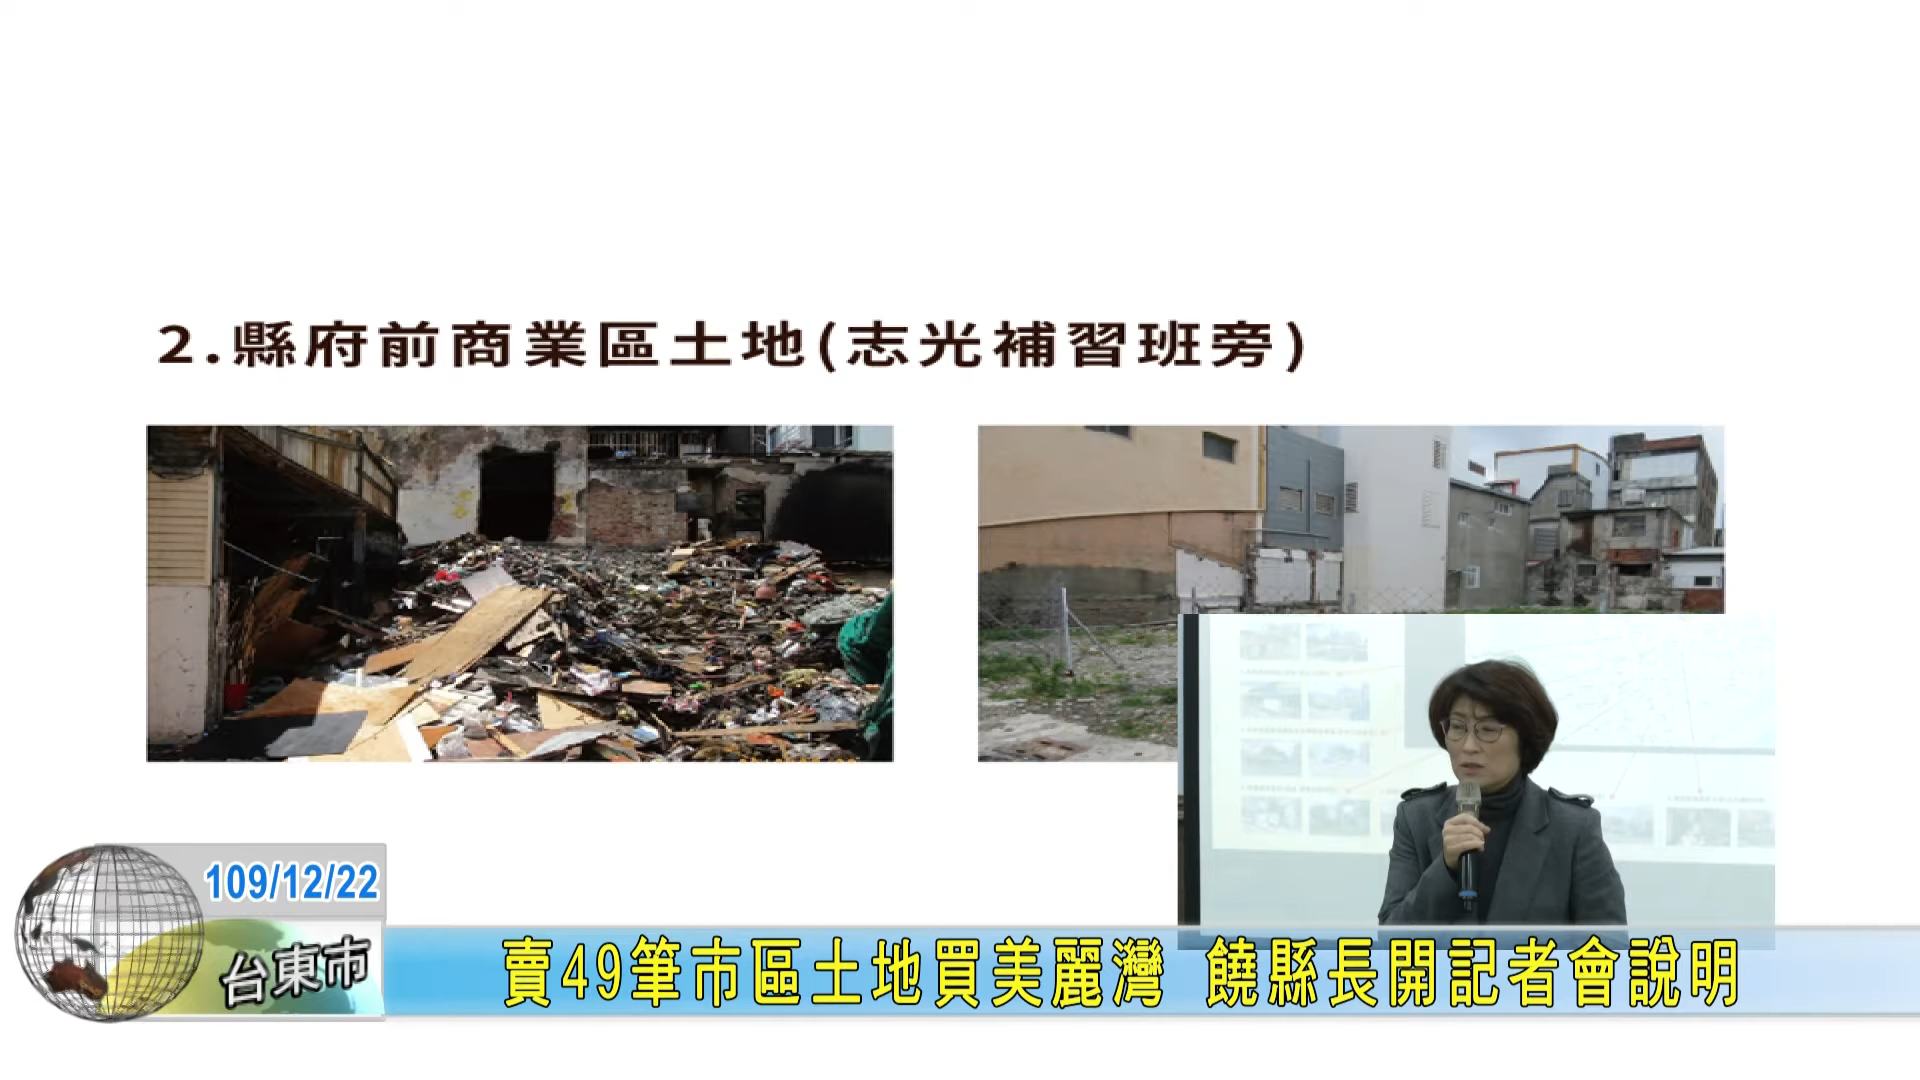 2.縣府前商業區土地(志光補習班旁)
109/12/22
台東市
賣49筆市區土地買美麗灣 饒縣長開記者會說明